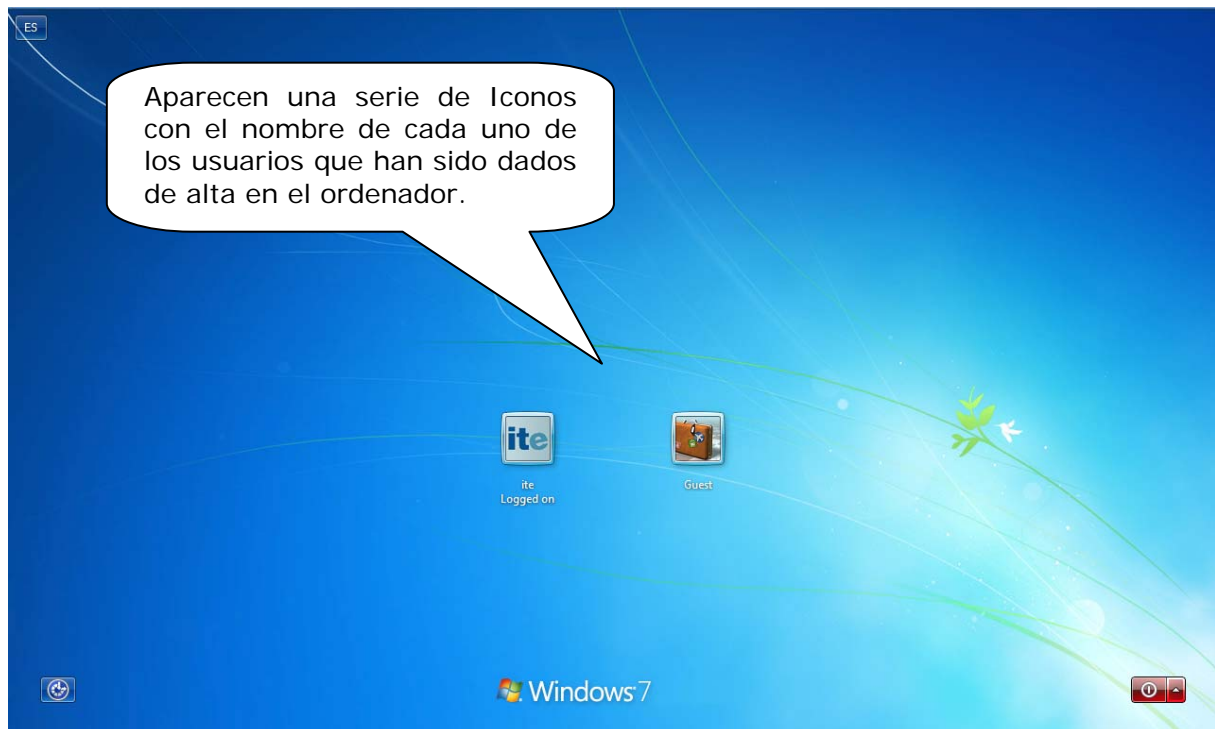 ES
Aparecen una serie de Iconos
con el nombre de cada uno de
los usuarios que han sido dados
de alta en el ordenador.
ite
ite
Logged on
Guest
Windows 7